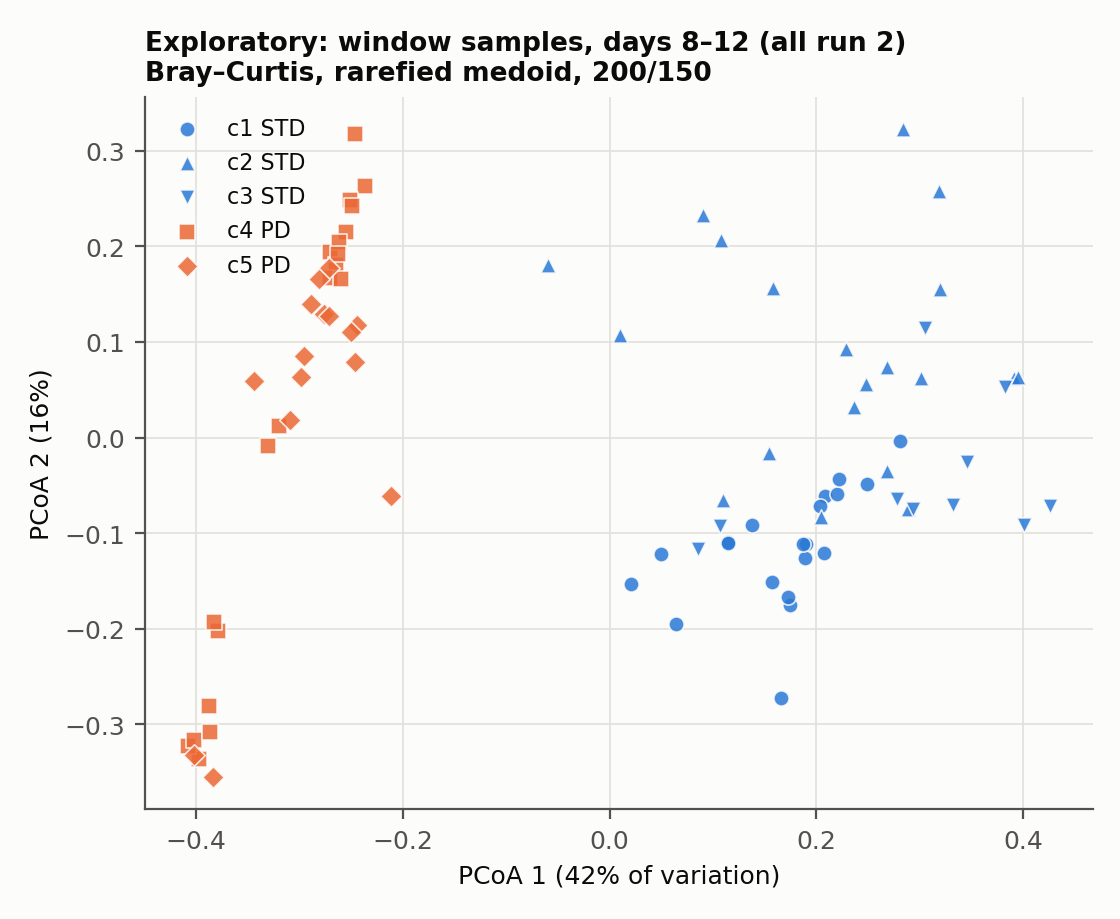 Exploratory: window samples, days 8–12 (all run 2)
Bray–Curtis, rarefied medoid, 200/150
c1 STD
c2 STD
c3 STD
c4 PD
c5 PD
0.3
0.2
0.1
0.0
−0.1
−0.2
−0.3
PCoA 2 (16%)
−0.4
−0.2
0.0
0.2
0.4
PCoA 1 (42% of variation)